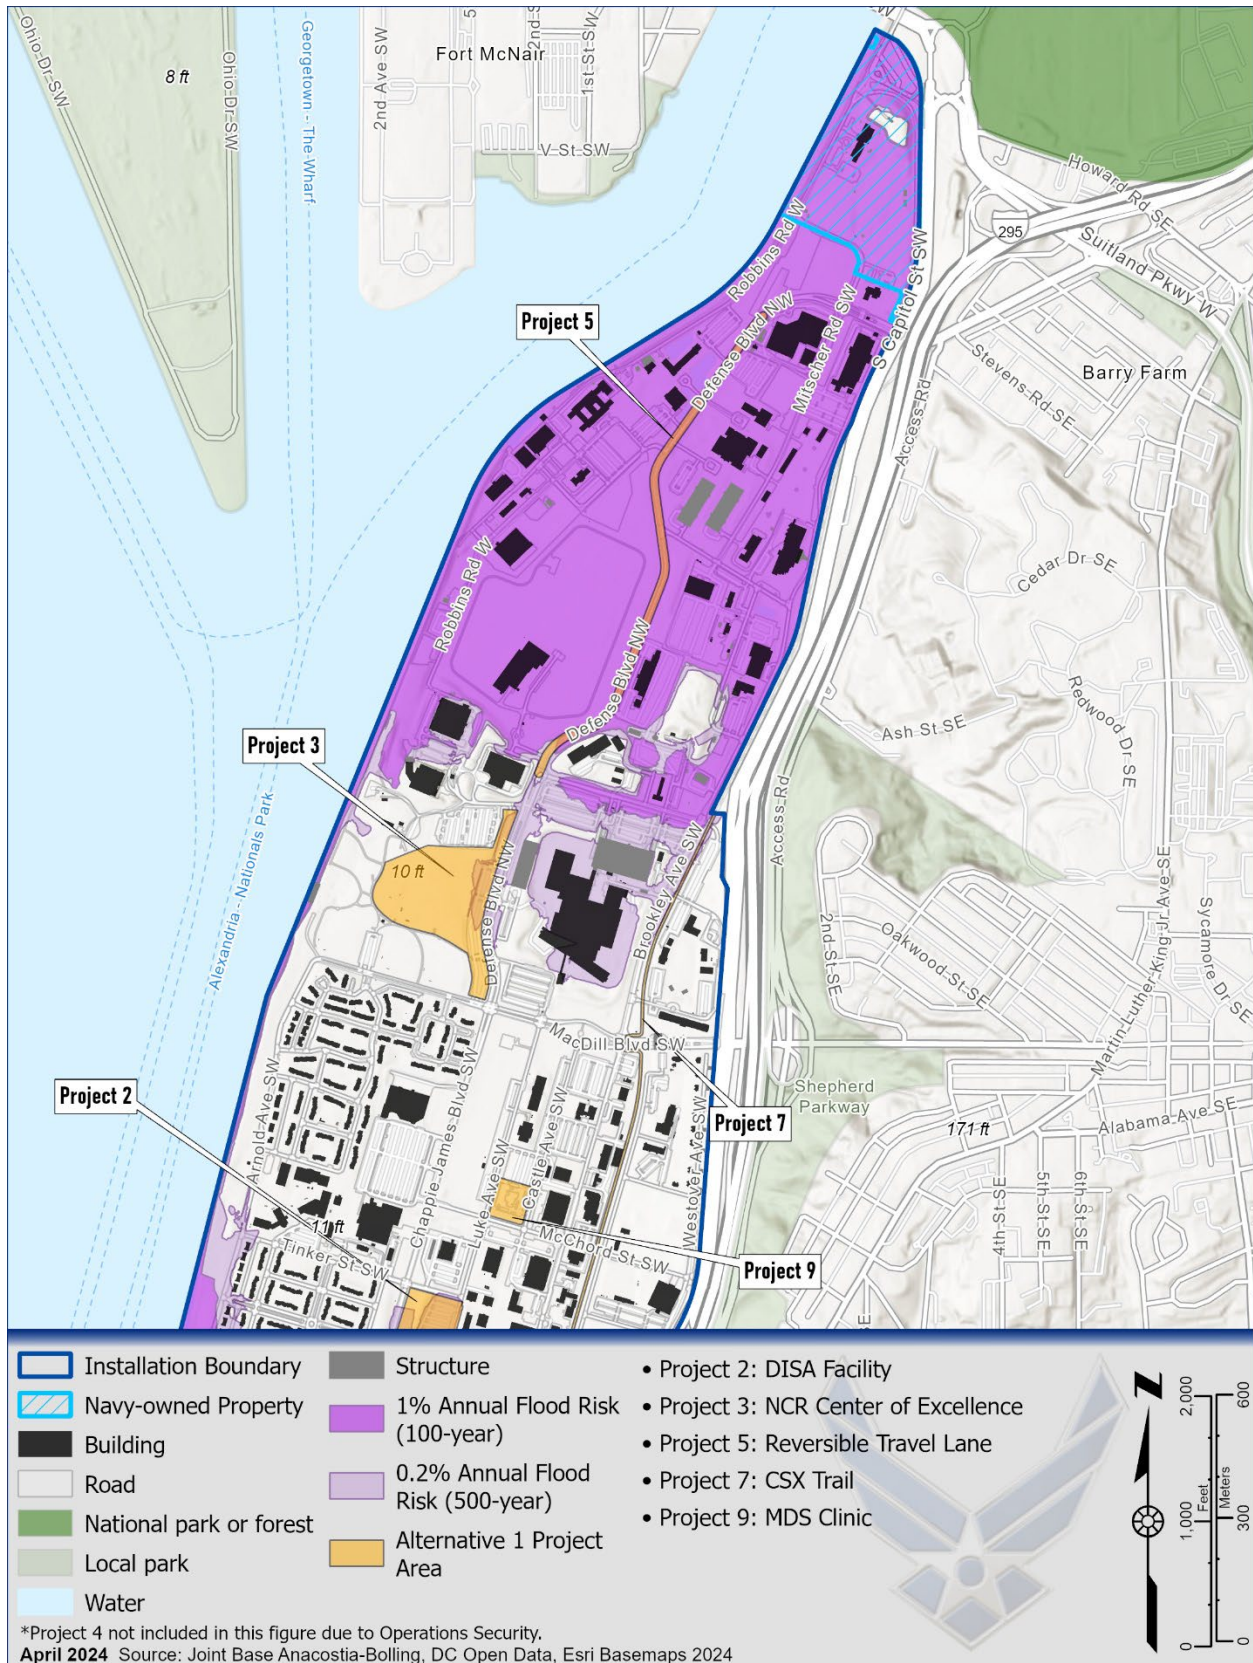 Ohio Dr SW
8 ft
Ohio Dr SW
Georgetown - The Wharf
2nd Ave SW
Fort McNair
1st St SW
V St SW
Howard Rd SE
295
Suitland Pkwy W
Robbins Rd W
S Capitol St SW
Project 5
Defense Blvd NW
Mitscher Rd SW
Stevens Rd SE
Barry Farm
Access Rd
Cedar Dr SE
Robbins Rd W
Defense Blvd NW
Redwood Dr SE
Ash St SE
Project 3
Access Rd
Alexandria - Nationals Park
10 ft
Defense Blvd NW
Brookley Ave SW
2nd St SE
Oakwood St SE
Martin Luther King Jr Ave SE
Sycamore Dr SE
MacDill Blvd SW
Project 2
Arnold Ave SW
Chappie James Blvd SW
Luke Ave SW
Castle Ave SW
Project 7
Westover Ave SW
Shepherd
Parkway
171 ft
Alabama Ave SE
4th St SE
5th St SE
6th St SE
11 ft
Tinker St SW
McChord St SW
Project 9
Installation Boundary
Navy-owned Property
Building
Road
National park or forest
Local park
Water
Structure
1% Annual Flood Risk
(100-year)
0.2% Annual Flood
Risk (500-year)
Alternative 1 Project
Area
• Project 2: DISA Facility
• Project 3: NCR Center of Excellence
• Project 5: Reversible Travel Lane
• Project 7: CSX Trail
• Project 9: MDS Clinic
N
2,000
600
Feet
Meters
1,000
300
0
0
*Project 4 not included in this figure due to Operations Security.
April 2024 Source: Joint Base Anacostia-Bolling, DC Open Data, Esri Basemaps 2024